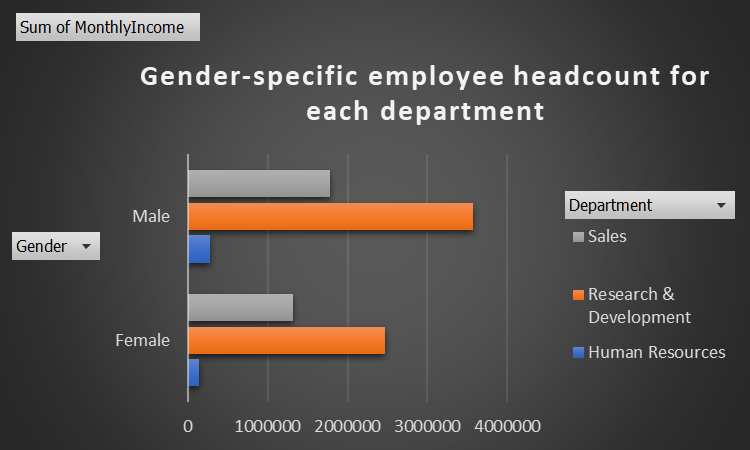 Sum of MonthlyIncome
Gender-specific employee headcount for
each department
Male
Gender
Female
0 1000000 2000000 3000000 4000000
Department
Sales
Research &
Development
Human Resources